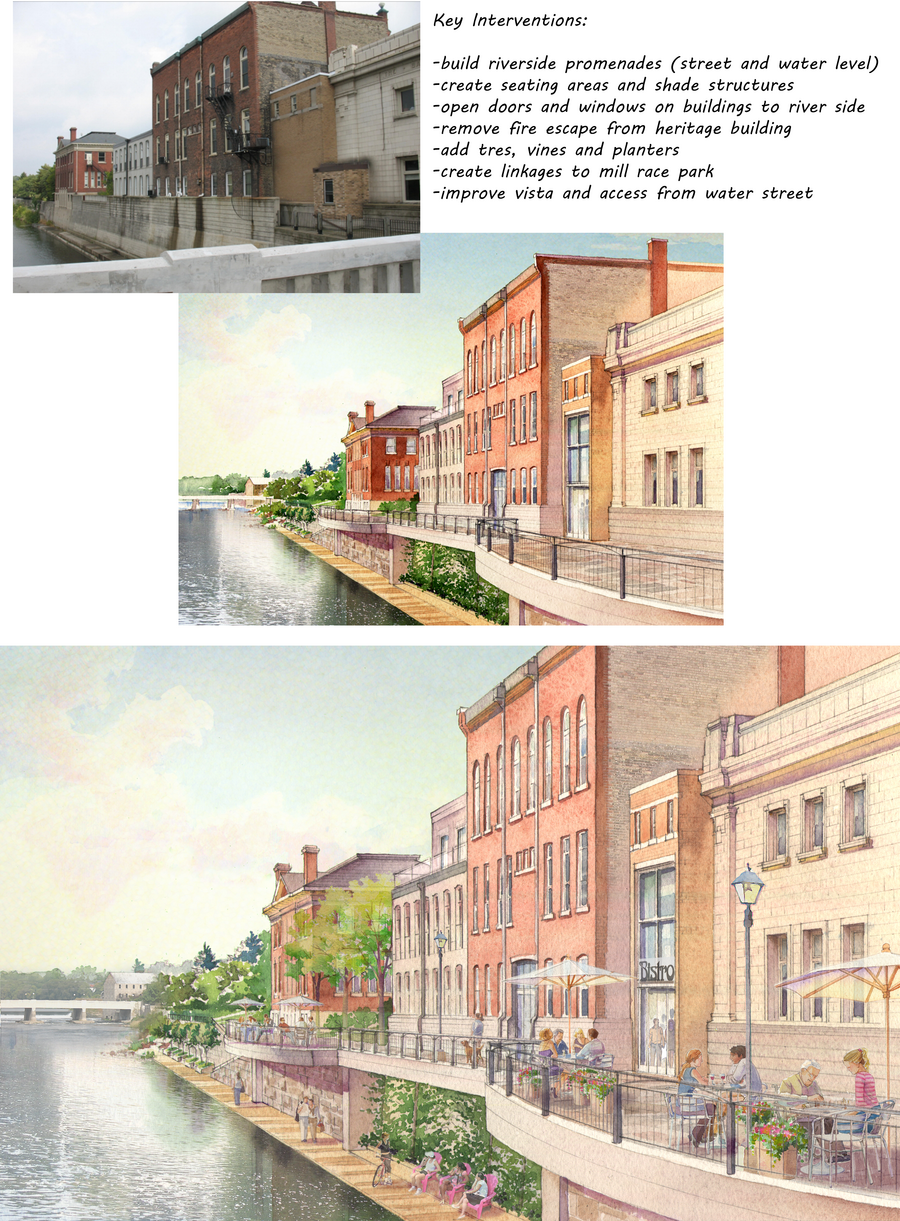 Key Interventions:
-build riverside promenades (street and water level)
-create seating areas and shade structures
-open doors and windows on buildings to river side
-remove fire escape from heritage building
-add tres, vines and planters
-create linkages to mill race park
-improve vista and access from water street
Bistro